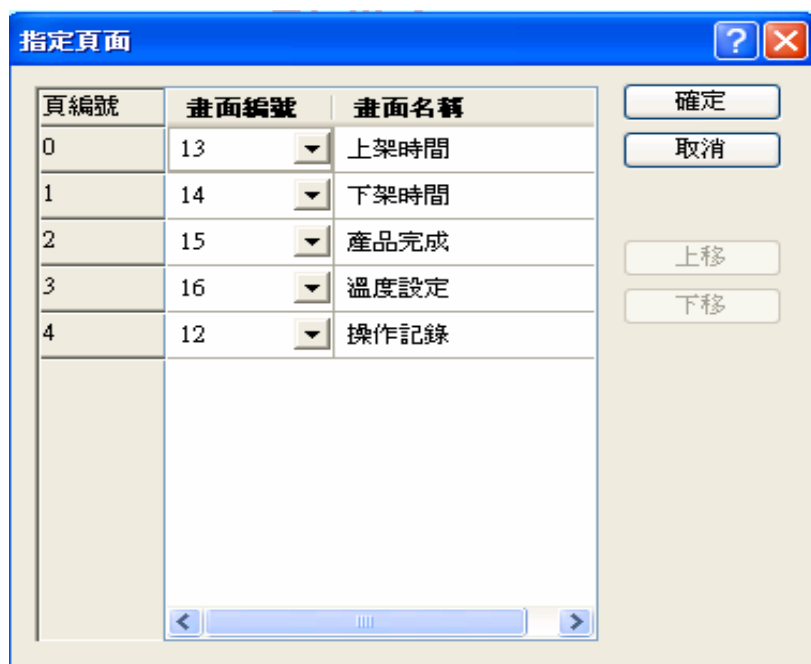 指定頁面
頁編號 畫面編號 畫面名稱
0 13 上架時間
1 14 下架時間
2 15 產品完成
3 16 溫度設定
4 12 操作記錄
確定
取消
上移
下移